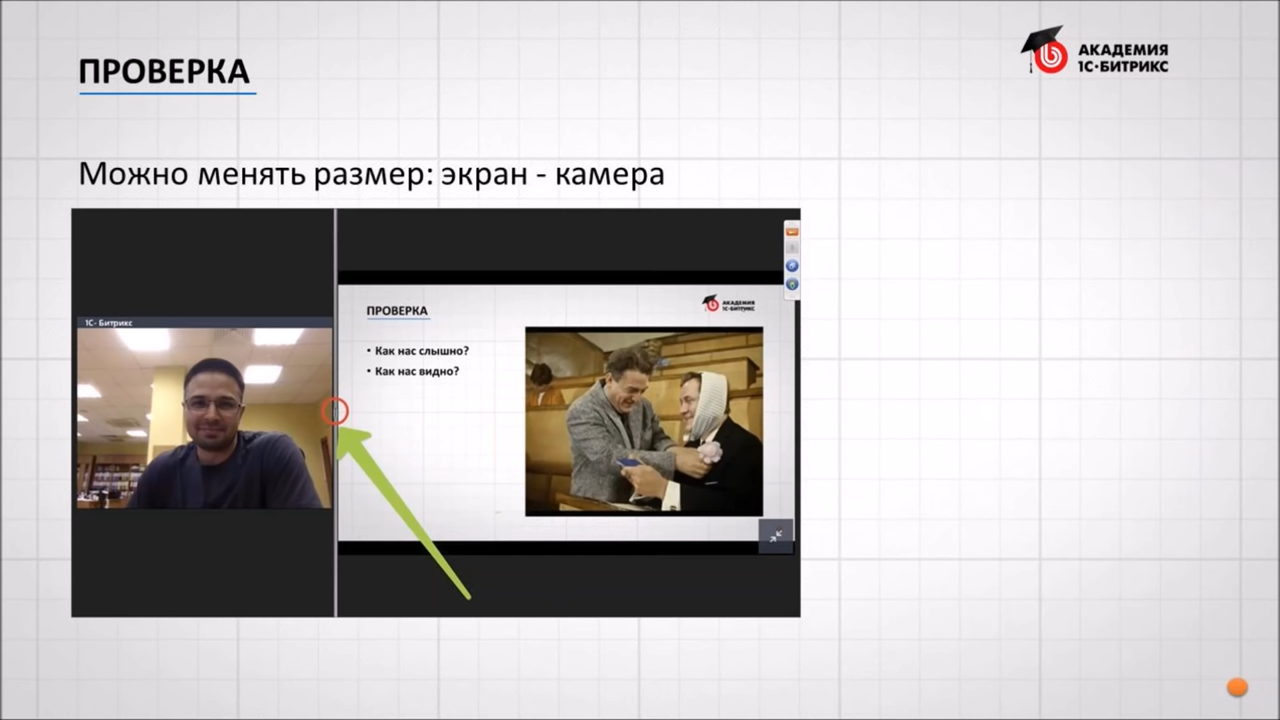 ПРОВЕРКА
АКАДЕМИЯ
1С-БИТРИКС
Можно менять размер: экран - камера
1С- Битрикс
ПРОВЕРКА
АКАДЕМИЯ
1С-БИТРИКС
• Как нас слышно?
• Как нас видно?